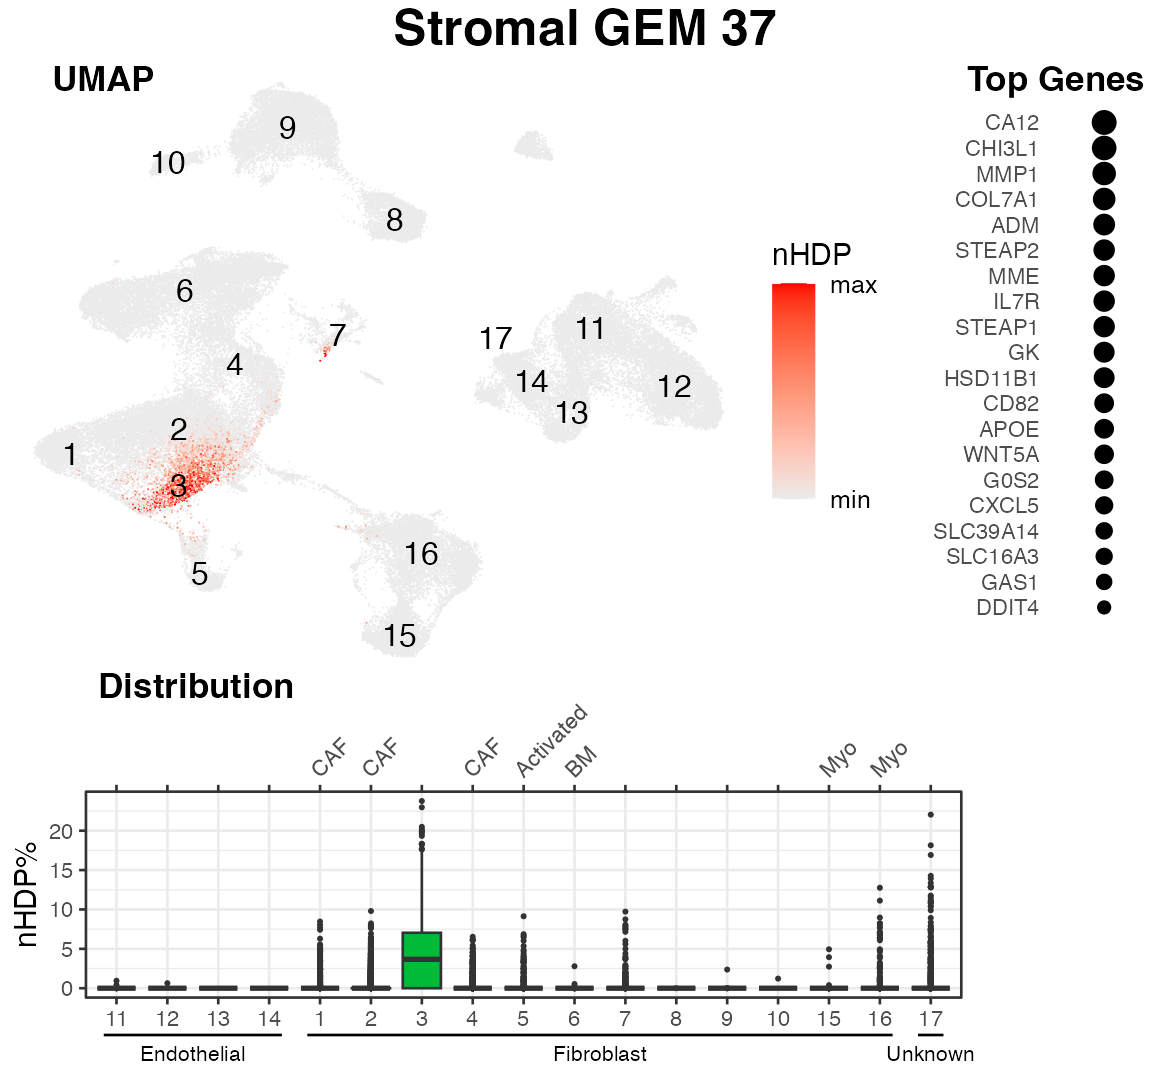 Stromal GEM 37
UMAP
9
10
8
6
7
4
2
1
3
5
16
15
17
11
14
12
13
nHDP
max
min
Top Genes
CA12
CHI3L1
MMP1
COL7A1
ADM
STEAP2
MME
IL7R
STEAP1
GK
HSD11B1
CD82
APOE
WNT5A
G0S2
CXCL5
SLC39A14
SLC16A3
GAS1
DDIT4
Distribution
CAF CAF CAF Activated BM Myo Myo
nHDP%
20
15
10
5
0
11 12 13 14 1 2 3 4 5 6 7 8 9 10 15 16 17
Endothelial Fibroblast Unknown